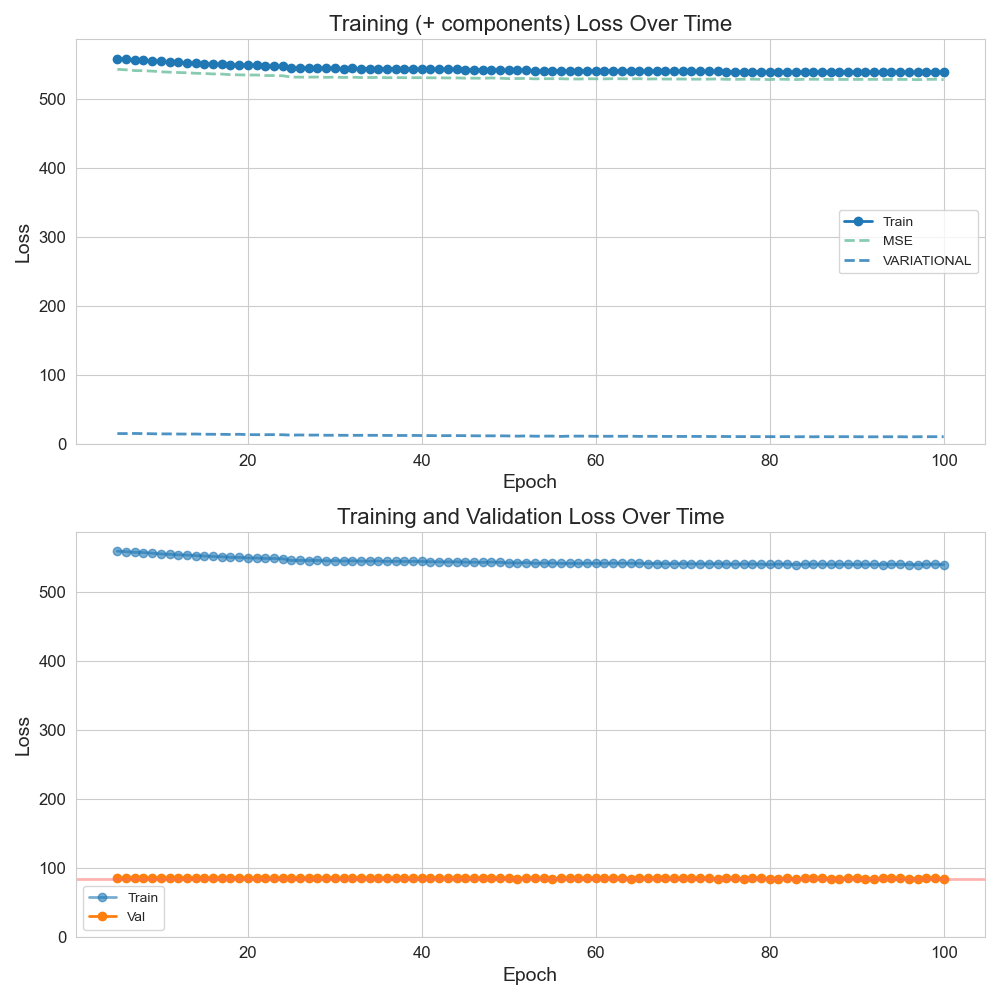 Training (+ components) Loss Over Time
Loss
500
400
300
200
100
0
Train
MSE
VARIATIONAL
20 40 60 80 100
Epoch
Training and Validation Loss Over Time
Loss
500
400
300
200
100
0
Train
Val
20 40 60 80 100
Epoch